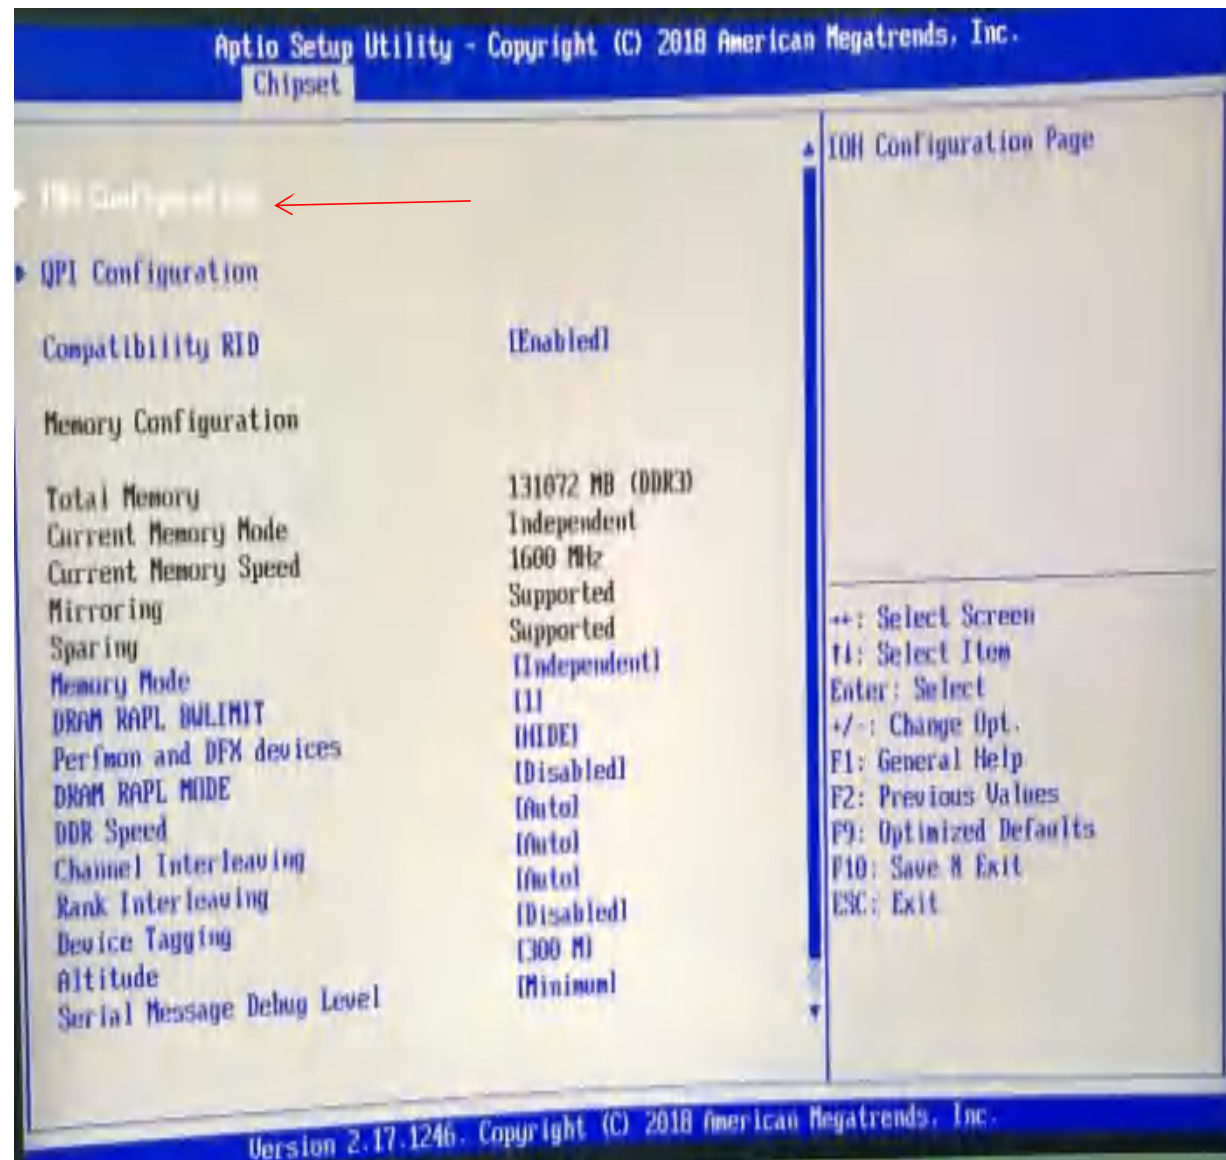 Aptio Setup Utility - Copyright (C) 2018 American Megatrends, Inc.
Chipset
IOH Configuration
IOH Configuration Page
QPI Configuration
Compatibility RID [Enabled]
Memory Configuration
Total Memory 131072 MB (DDR3)
Current Memory Mode Independent
Current Memory Speed 1600 MHz
Mirroring Supported
Sparing Supported
Memory Mode [Independent]
DRAM RAPL BWLIMIT [1]
Perfmon and DFX devices [HIDE]
DRAM RAPL MODE [Disabled]
DDR Speed [Auto]
Channel Interleaving [Auto]
Rank Interleaving [Auto]
Device Tagging [Disabled]
Altitude [300 M]
Serial Message Debug Level [Minimum]
↔: Select Screen
↑↓: Select Item
Enter: Select
+/-: Change Opt.
F1: General Help
F2: Previous Values
F9: Optimized Defaults
F10: Save & Exit
ESC: Exit
Version 2.17.1246. Copyright (C) 2018 American Megatrends, Inc.